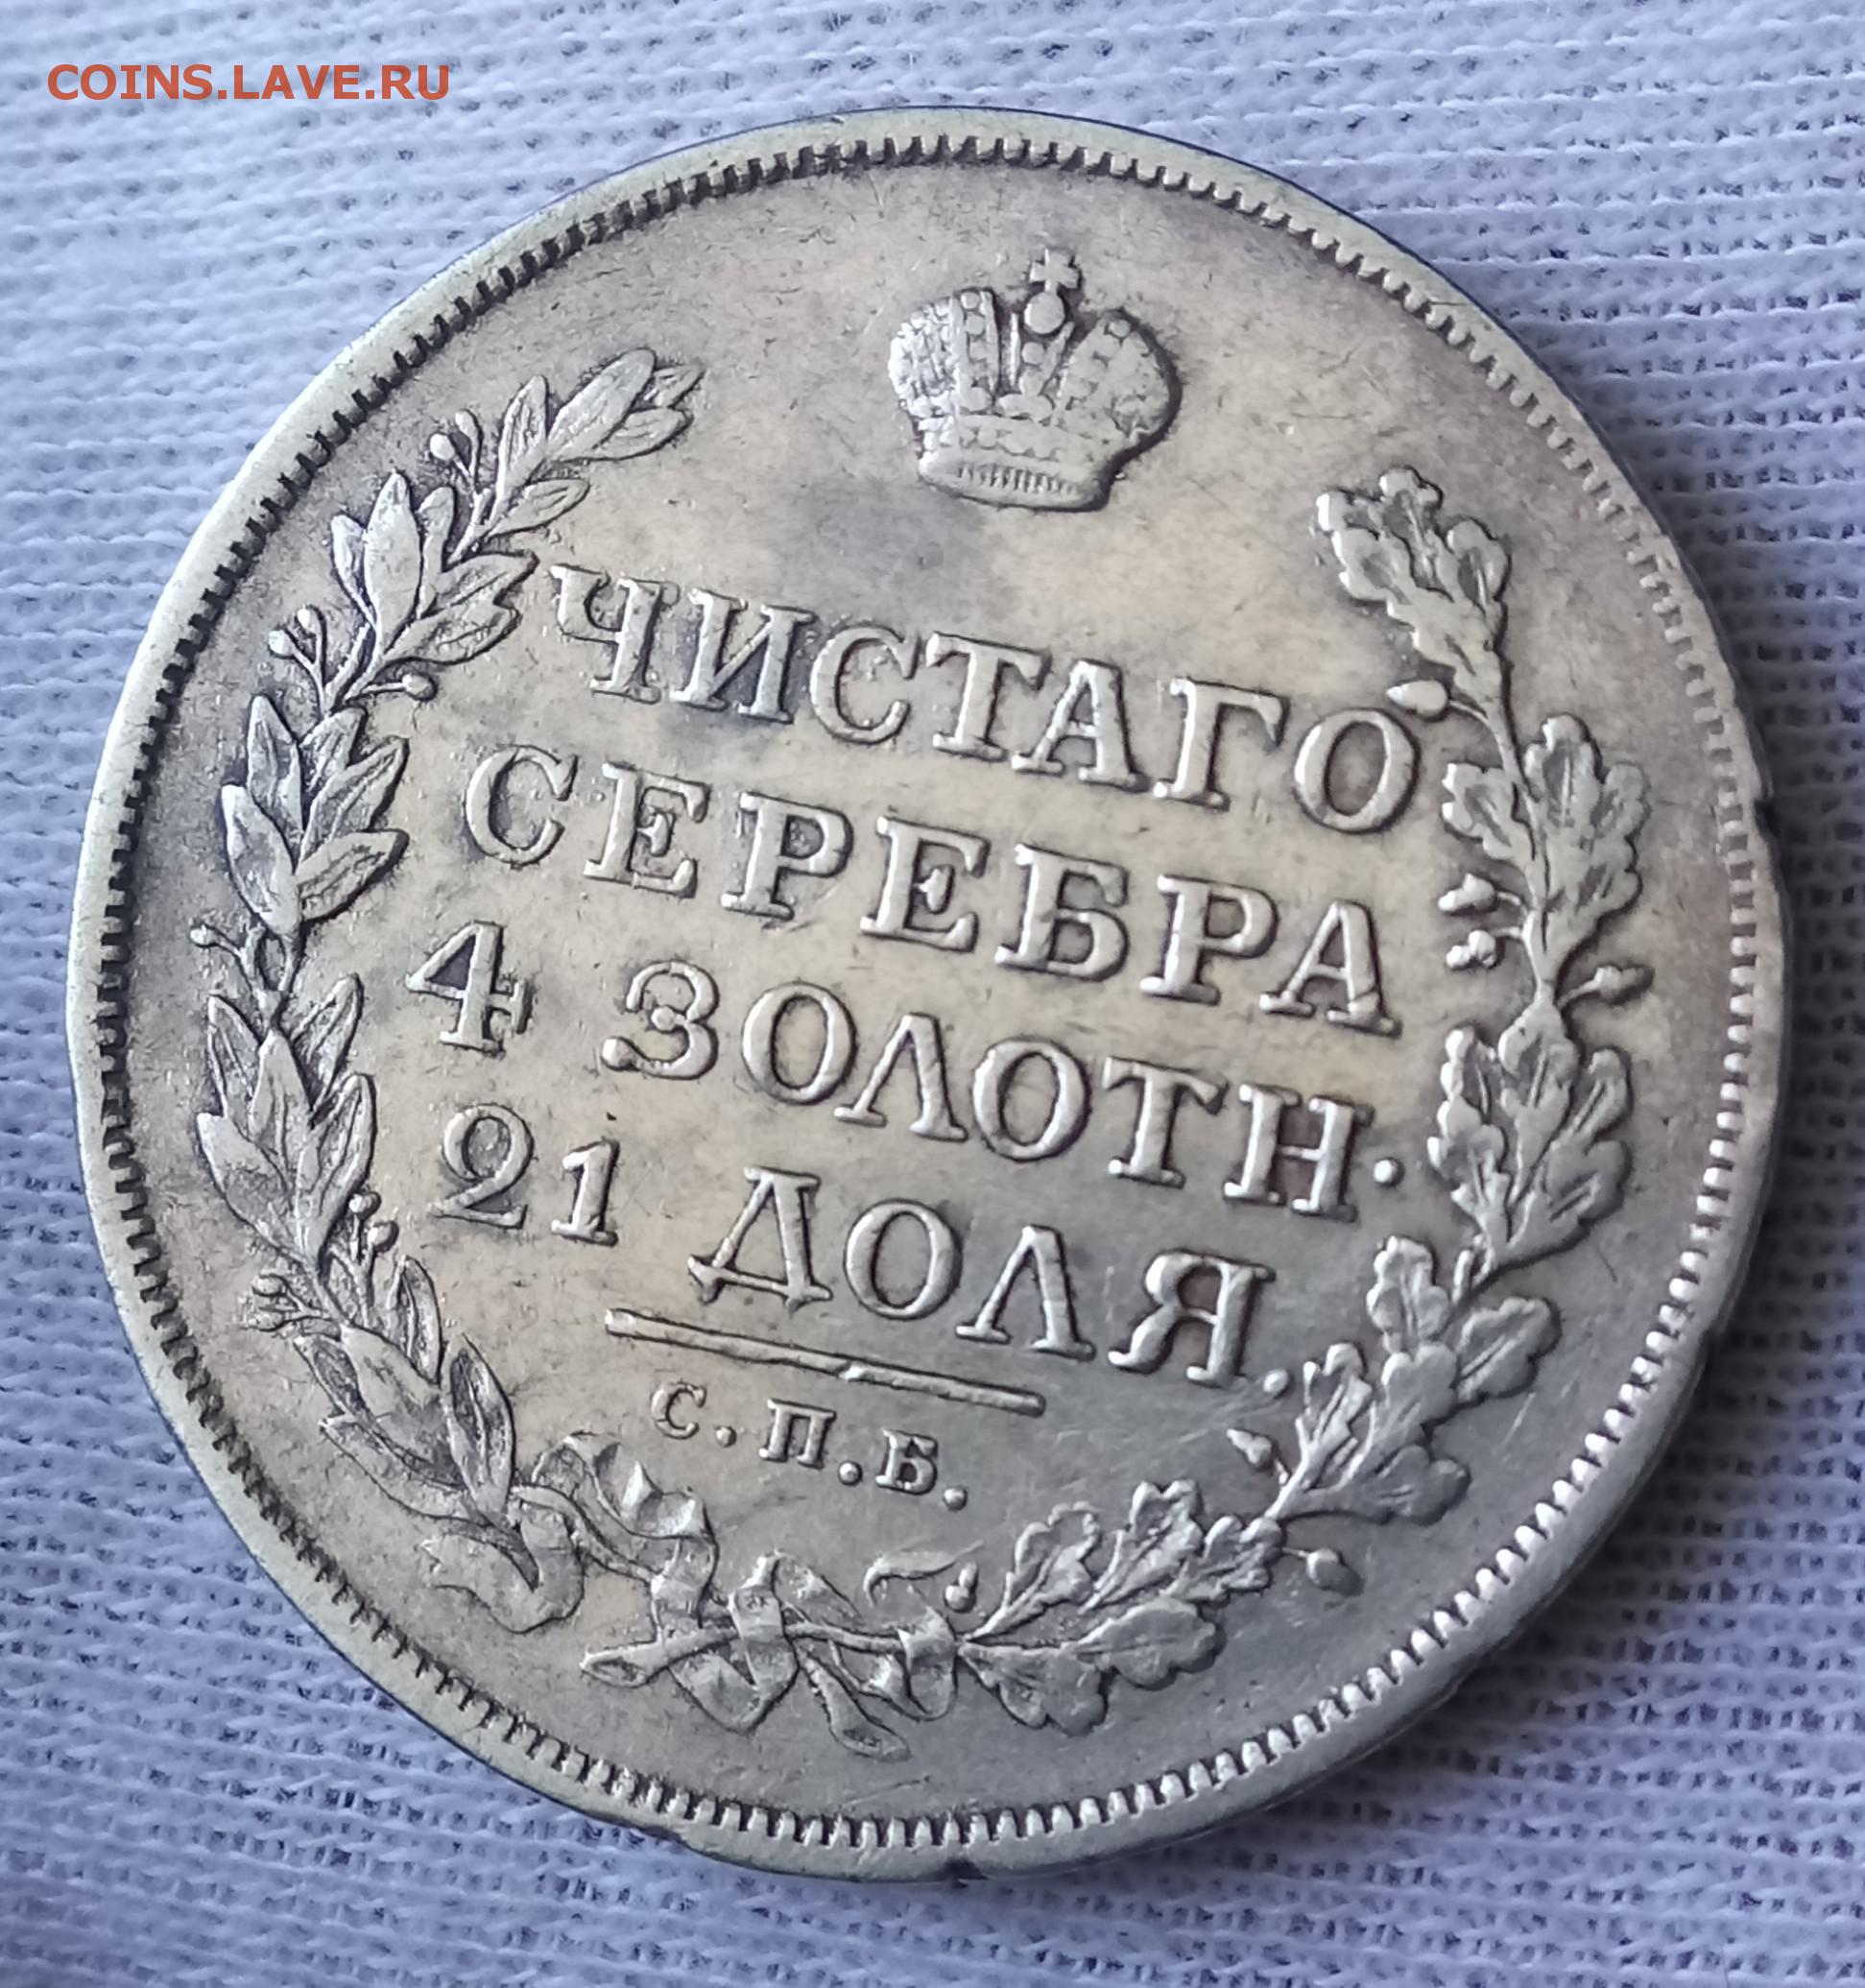 COINS.LAVE.RU
ЧИСТАГО
СЕРЕБРА
4 ЗОЛОТН.
21 ДОЛЯ.
С.П.Б.